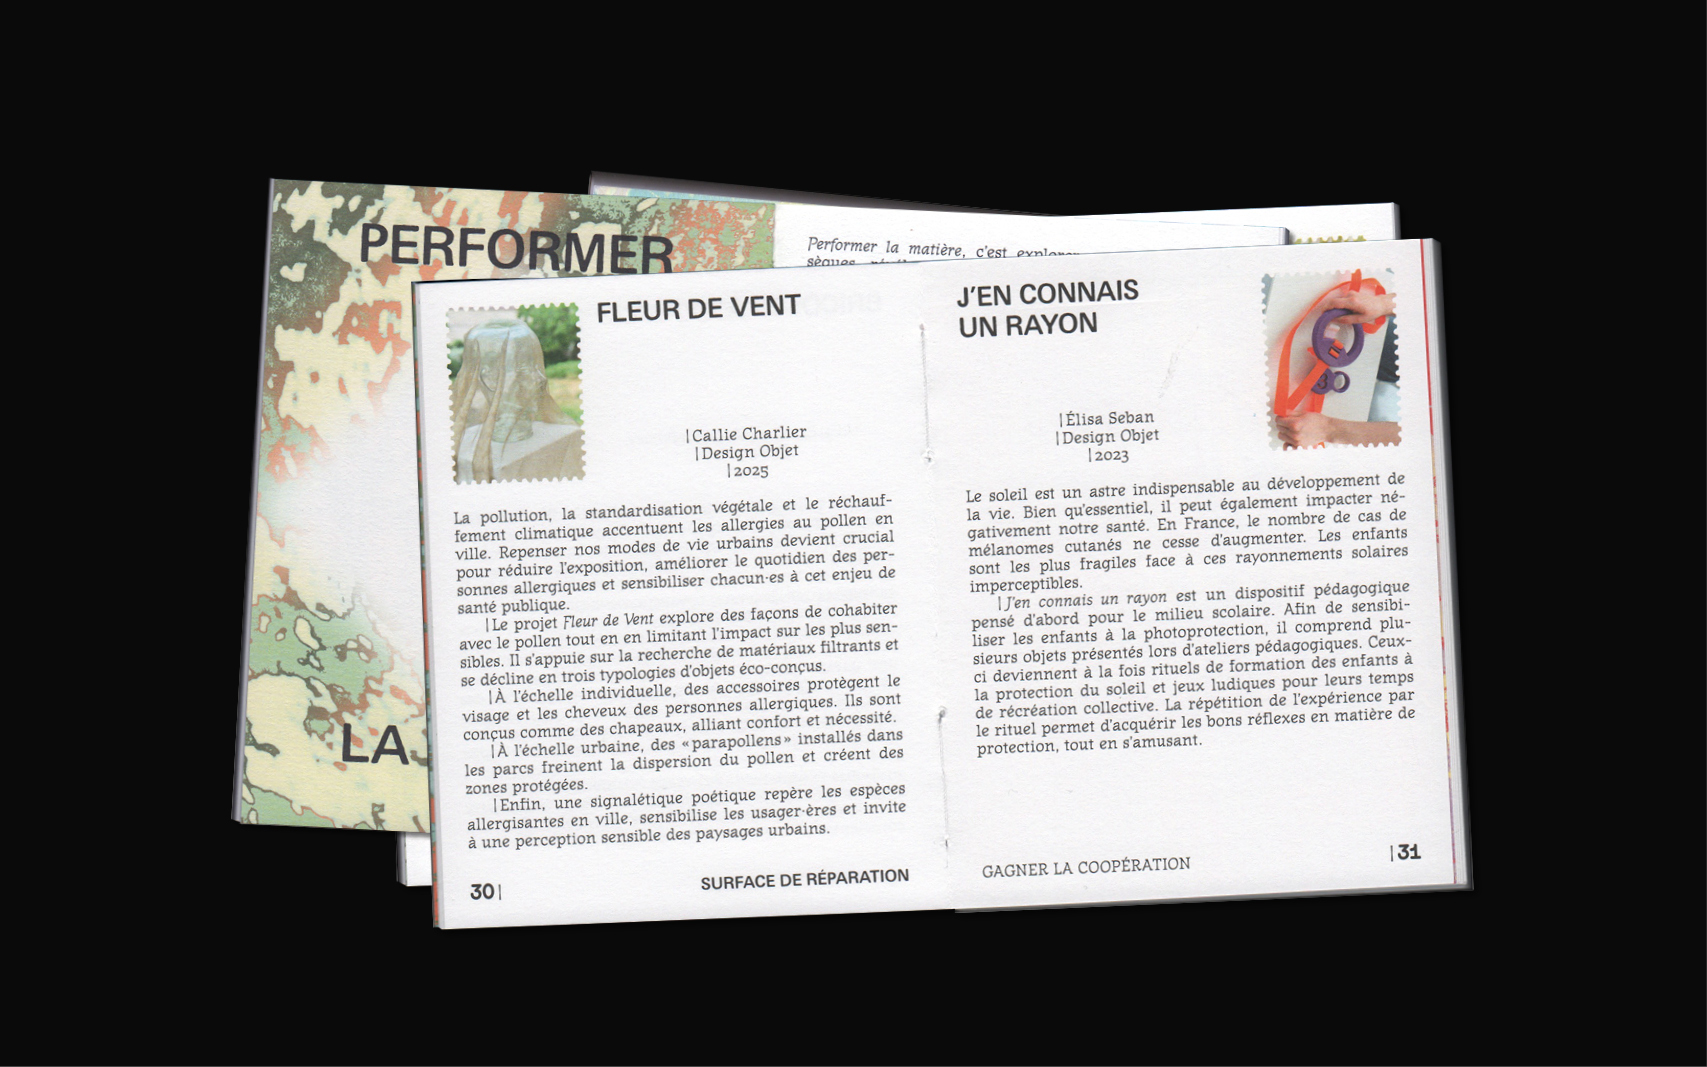 PERFORMER
LA
Performer la matière, c'est explorer
FLEUR DE VENT
|Callie Charlier
|Design Objet
|2025
La pollution, la standardisation végétale et le réchauf-
fement climatique accentuent les allergies au pollen en
ville. Repenser nos modes de vie urbains devient crucial
pour réduire l'exposition, améliorer le quotidien des per-
sonnes allergiques et sensibiliser chacun·es à cet enjeu de
santé publique.
|Le projet Fleur de Vent explore des façons de cohabiter
avec le pollen tout en en limitant l'impact sur les plus sen-
sibles. Il s'appuie sur la recherche de matériaux filtrants et
se décline en trois typologies d'objets éco-conçus.
|À l'échelle individuelle, des accessoires protègent le
visage et les cheveux des personnes allergiques. Ils sont
conçus comme des chapeaux, alliant confort et nécessité.
|À l'échelle urbaine, des «parapollens» installés dans
les parcs freinent la dispersion du pollen et créent des
zones protégées.
|Enfin, une signalétique poétique repère les espèces
allergisantes en ville, sensibilise les usager·ères et invite
à une perception sensible des paysages urbains.
30|
SURFACE DE RÉPARATION
J'EN CONNAIS
UN RAYON
|Élisa Seban
|Design Objet
|2023
Le soleil est un astre indispensable au développement de
la vie. Bien qu'essentiel, il peut également impacter né-
gativement notre santé. En France, le nombre de cas de
mélanomes cutanés ne cesse d'augmenter. Les enfants
sont les plus fragiles face à ces rayonnements solaires
imperceptibles.
|J'en connais un rayon est un dispositif pédagogique
pensé d'abord pour le milieu scolaire. Afin de sensibi-
liser les enfants à la photoprotection, il comprend plu-
sieurs objets présentés lors d'ateliers pédagogiques. Ceux-
ci deviennent à la fois rituels de formation des enfants à
la protection du soleil et jeux ludiques pour leurs temps
de récréation collective. La répétition de l'expérience par
le rituel permet d'acquérir les bons réflexes en matière de
protection, tout en s'amusant.
GAGNER LA COOPÉRATION
|31